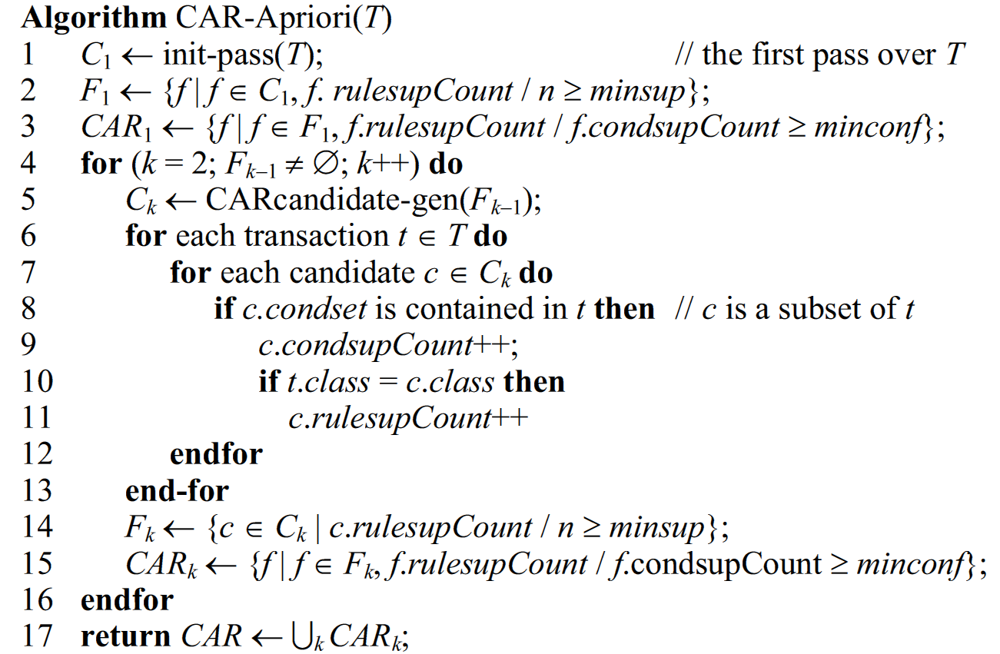 Algorithm CAR-Apriori(T)
1 C₁ ← init-pass(T); // the first pass over T
2 F₁ ← {f | f ∈ C₁, f. rulesupCount / n ≥ minsup};
3 CAR₁ ← {f | f ∈ F₁, f.rulesupCount / f.condsupCount ≥ minconf};
4 for (k = 2; Fₖ₋₁ ≠ ∅; k++) do
5 Cₖ ← CARcandidate-gen(Fₖ₋₁);
6 for each transaction t ∈ T do
7 for each candidate c ∈ Cₖ do
8 if c.condset is contained in t then // c is a subset of t
9 c.condsupCount++;
10 if t.class = c.class then
11 c.rulesupCount++
12 endfor
13 end-for
14 Fₖ ← {c ∈ Cₖ | c.rulesupCount / n ≥ minsup};
15 CARₖ ← {f | f ∈ Fₖ, f.rulesupCount / f.condsupCount ≥ minconf};
16 endfor
17 return CAR ← ⋃ₖ CARₖ;